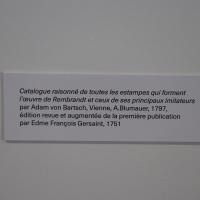 Catalogue raisonné de toutes les estampes qui forment
l'œuvre de Rembrandt et ceux de ses principaux imitateurs
par Adam von Bartsch, Vienne, A.Blumauer, 1797,
édition revue et augmentée de la première publication
par Edme François Gersaint, 1751